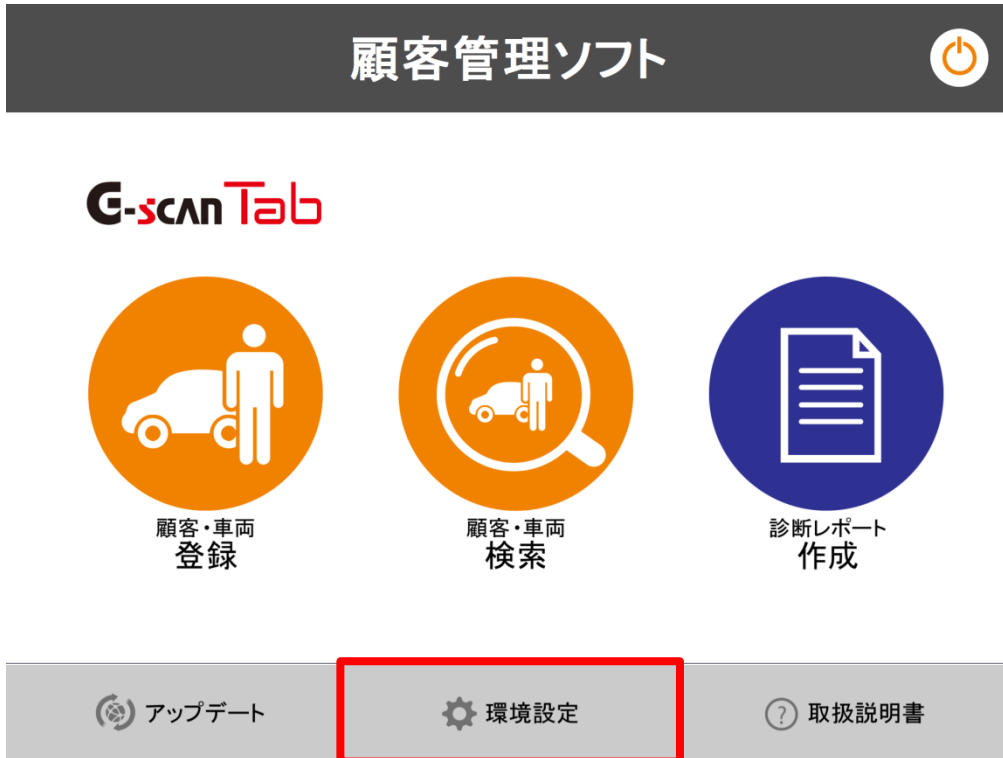 顧客管理ソフト
G-scan Tab
顧客・車両
登録
顧客・車両
検索
診断レポート
作成
アップデート
環境設定
? 取扱説明書